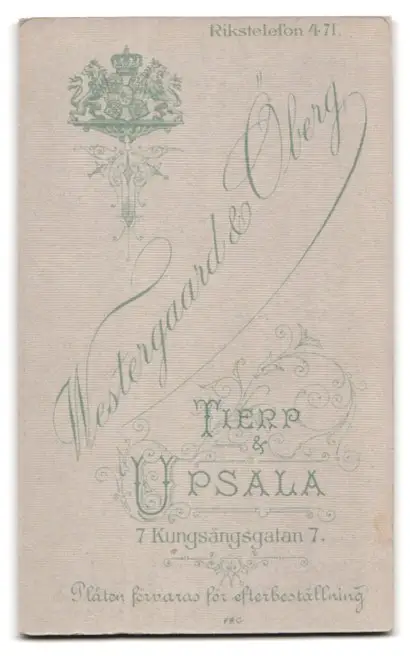 Rikstelefon 4 71.
Westergaard & Öberg,
TIERP
&
UPSALA
7 Kungsängsgatan 7.
Plåten förvaras för efterbeställning